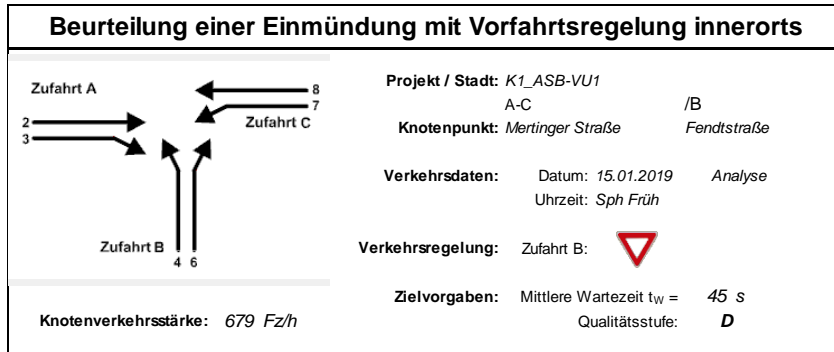 Beurteilung einer Einmündung mit Vorfahrtsregelung innerorts
Zufahrt A
8
7
Zufahrt C
2
3
Zufahrt B
4 6
Knotenverkehrsstärke: 679 Fz/h
Projekt / Stadt: K1_ASB-VU1
A-C /B
Knotenpunkt: Mertinger Straße Fendtstraße
Verkehrsdaten: Datum: 15.01.2019 Analyse
Uhrzeit: Sph Früh
Verkehrsregelung: Zufahrt B:
Zielvorgaben: Mittlere Wartezeit tW = 45 s
Qualitätsstufe: D